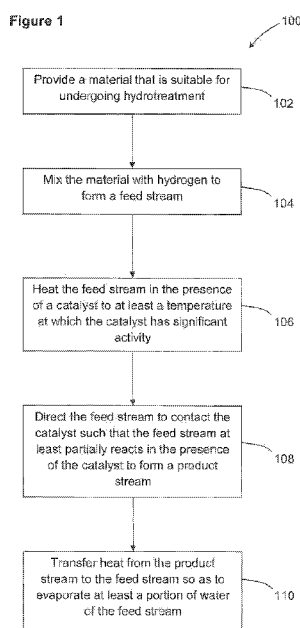 Figure 1
100
Provide a material that is suitable for
undergoing hydrotreatment
102
Mix the material with hydrogen to
form a feed stream
104
Heat the feed stream in the presence
of a catalyst to at least a temperature
at which the catalyst has significant
activity
106
Direct the feed stream to contact the
catalyst such that the feed stream at
least partially reacts in the presence
of the catalyst to form a product
stream
108
Transfer heat from the product
stream to the feed stream so as to
evaporate at least a portion of water
of the feed stream
110